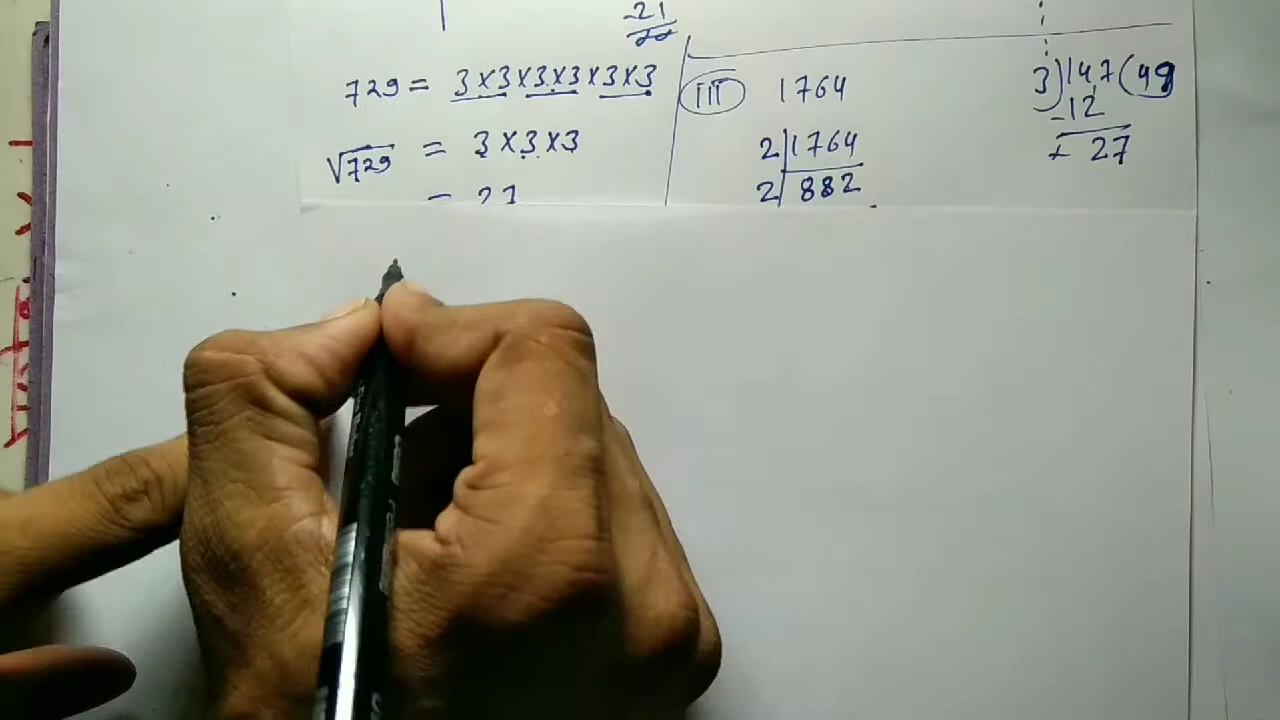 21
729 = 3×3×3×3×3×3
√729 = 3×3×3
= 27
III 1764
2|1764
2|882
3)147(49
-12
27